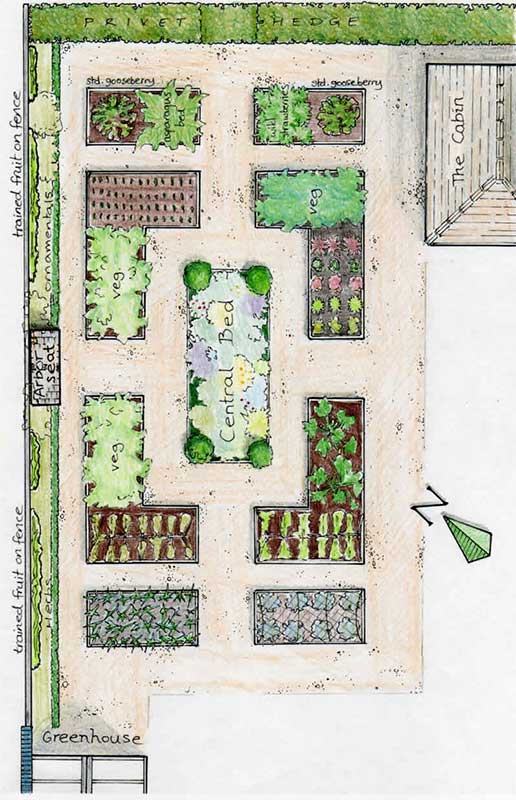 PRIVET HEDGE
std. gooseberry
std. gooseberry
asparagus
bed
fall
strawberries
The Cabin
trained fruit on fence
ornamentals
veg
veg
Arbor
seat
Central Bed
veg
N
trained fruit on fence
Herbs
Greenhouse